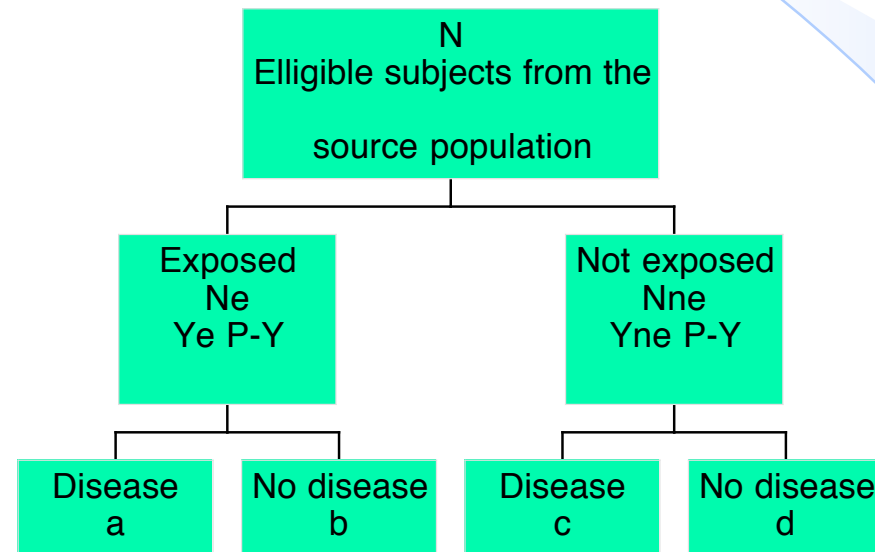 N
Elligible subjects from the
source population
Exposed
Ne
Ye P-Y
Not exposed
Nne
Yne P-Y
Disease
a
No disease
b
Disease
c
No disease
d